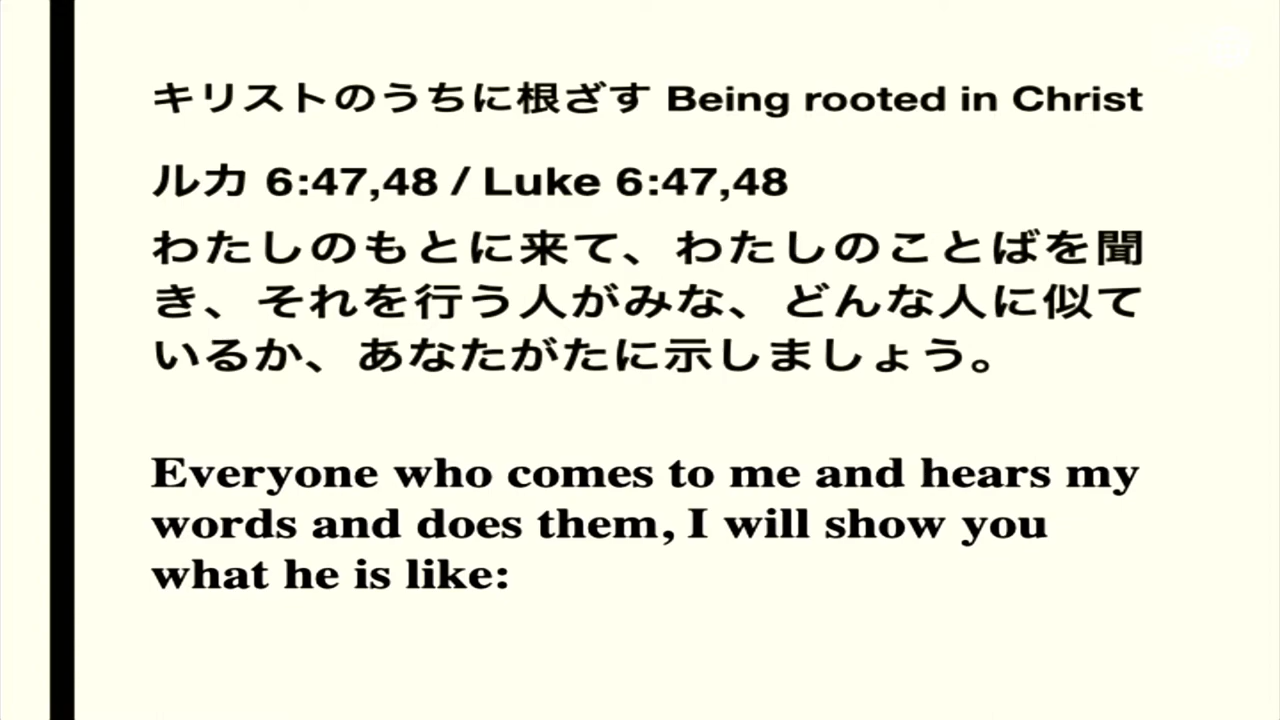 キリストのうちに根ざす Being rooted in Christ
ルカ 6:47,48 / Luke 6:47,48
わたしのもとに来て、わたしのことばを聞
き、それを行う人がみな、どんな人に似て
いるか、あなたがたに示しましょう。
Everyone who comes to me and hears my
words and does them, I will show you
what he is like: